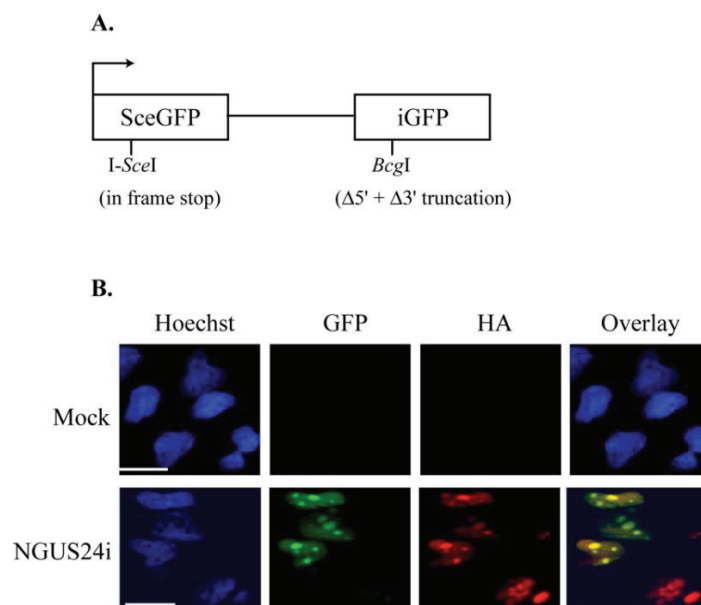 A.
SceGFP iGFP
I-SceI BcgI
(in frame stop) (Δ5' + Δ3' truncation)
B.
Hoechst GFP HA Overlay
Mock
NGUS24i